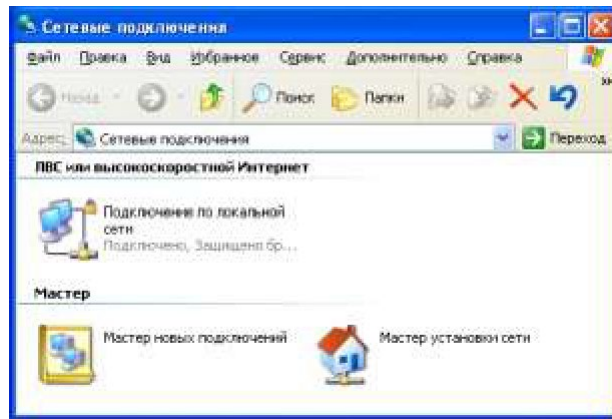 Сетевые подключения
Файл Правка Вид Избранное Сервис Дополнительно Справка
Назад Поиск Папки
Адрес: Сетевые подключения Переход
ЛВС или высокоскоростной Интернет
Подключение по локальной
сети
Подключено, Защищено бр...
Мастер
Мастер новых подключений Мастер установки сети